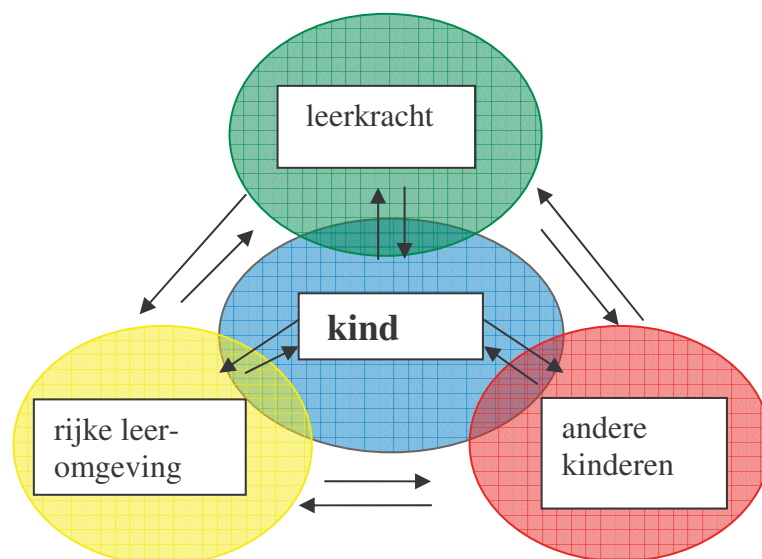 leerkracht
kind
rijke leer-
omgeving
andere
kinderen